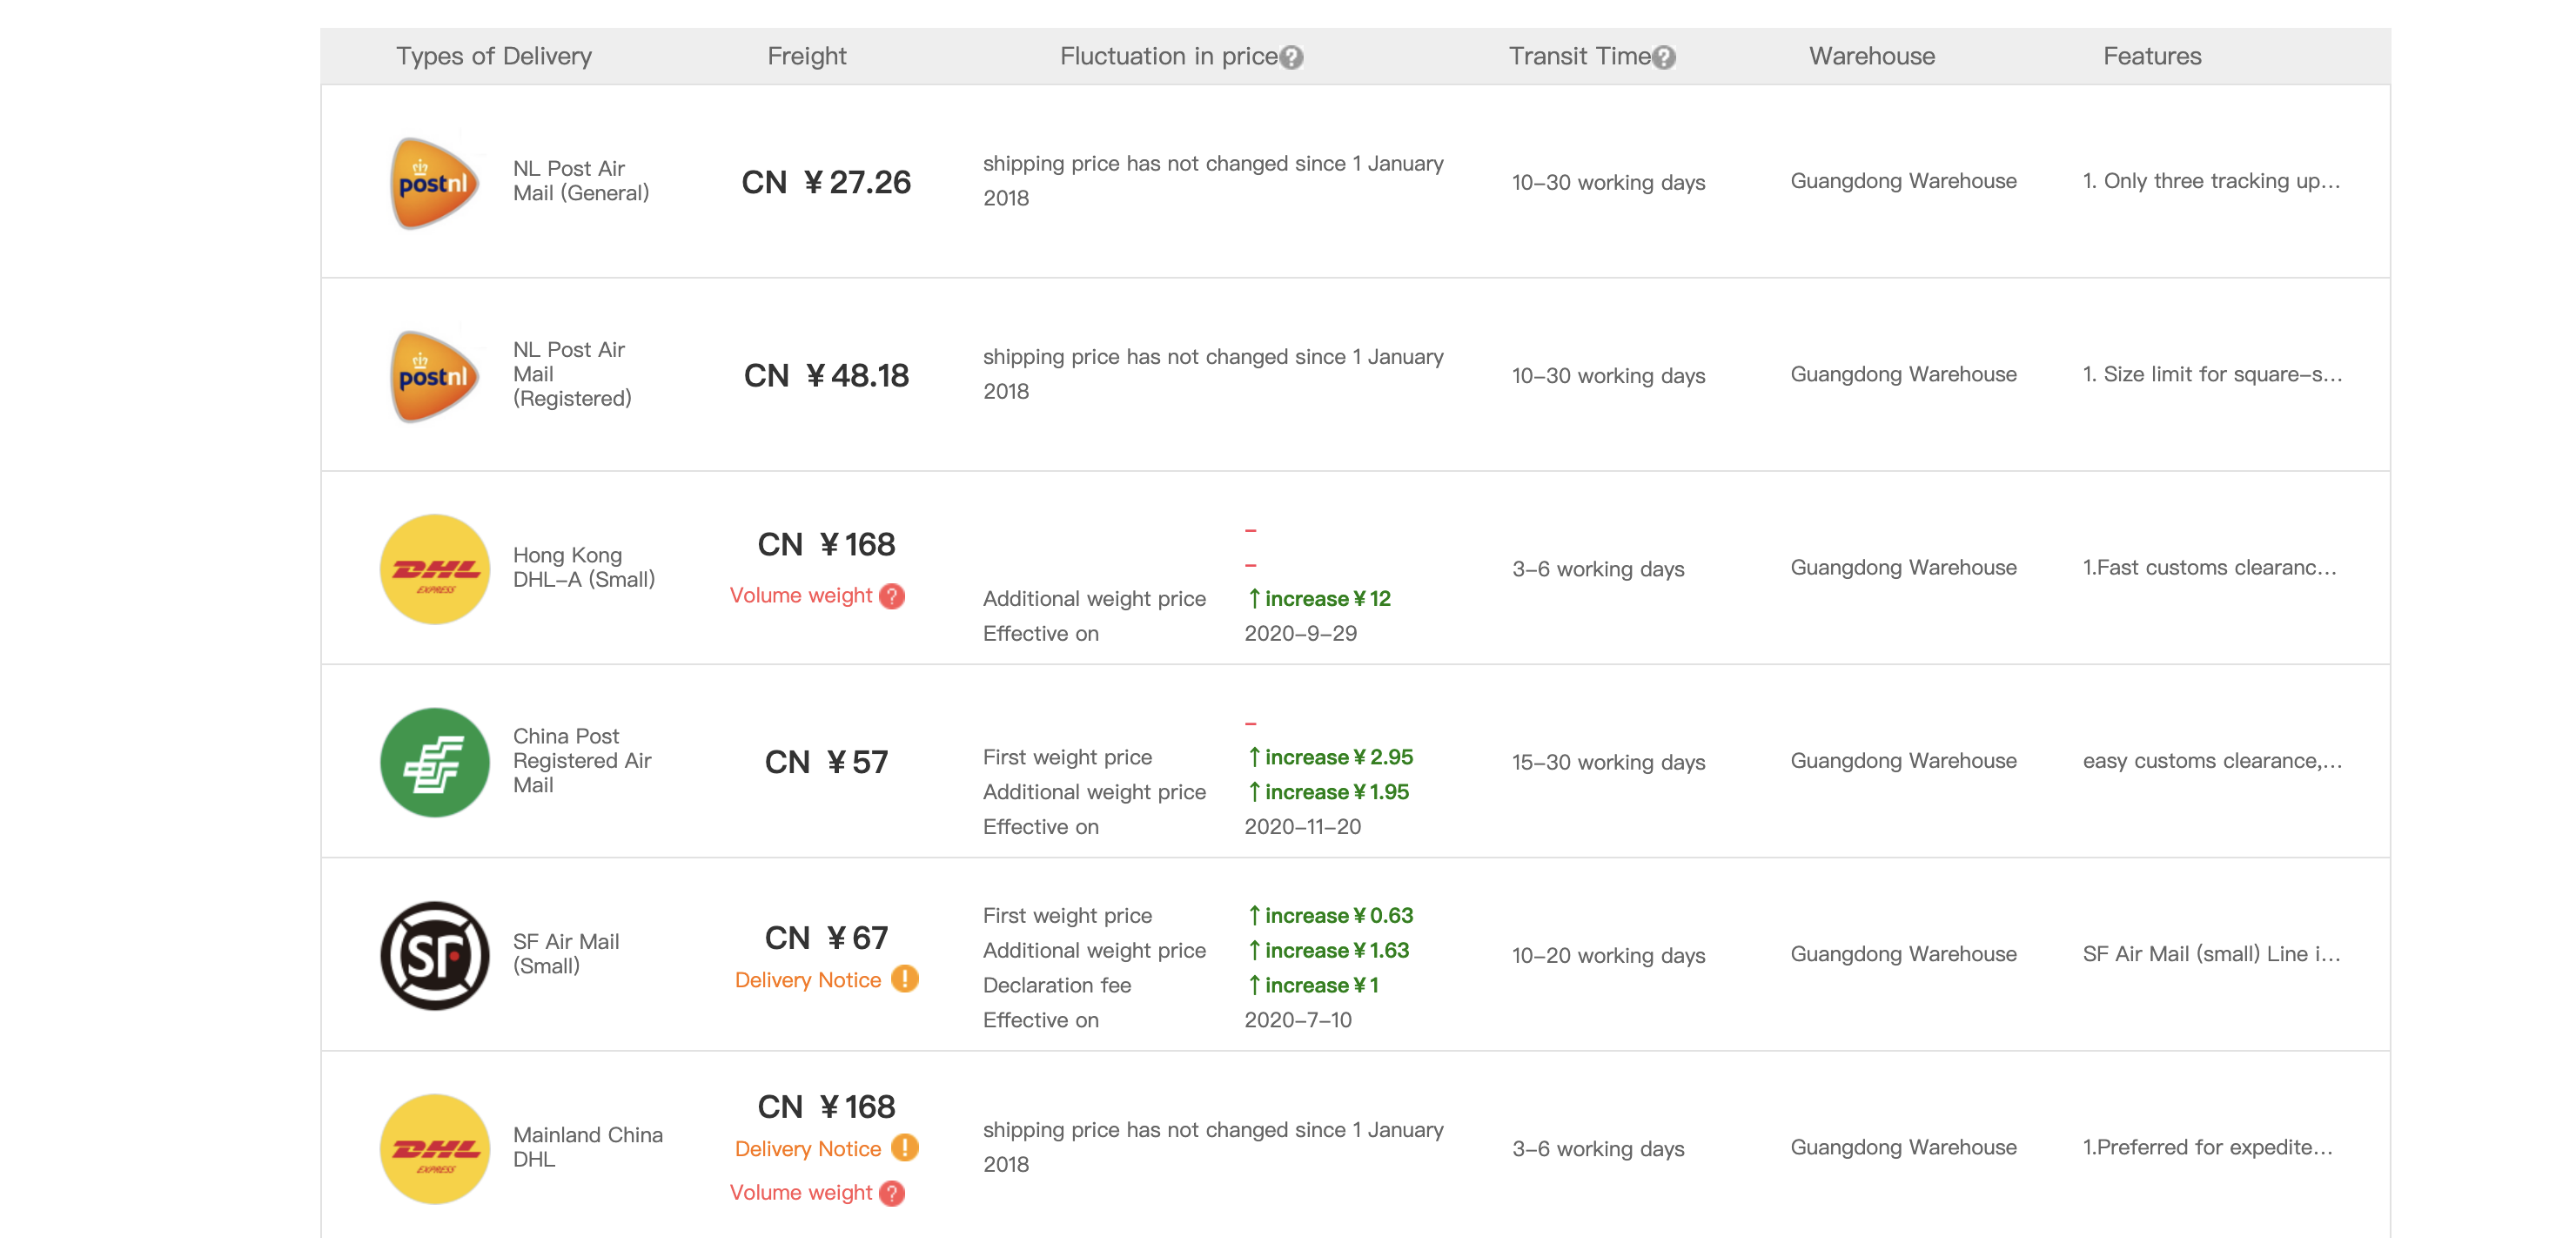 Types of Delivery Freight Fluctuation in price? Transit Time? Warehouse Features
postnl
NL Post Air
Mail (General)
CN ¥27.26
shipping price has not changed since 1 January
2018
10-30 working days
Guangdong Warehouse
1. Only three tracking up...
postnl
NL Post Air
Mail
(Registered)
CN ¥48.18
shipping price has not changed since 1 January
2018
10-30 working days
Guangdong Warehouse
1. Size limit for square-s...
DHL
EXPRESS
Hong Kong
DHL-A (Small)
CN ¥168
Volume weight ?
-
-
Additional weight price ↑increase¥12
Effective on 2020-9-29
3-6 working days
Guangdong Warehouse
1.Fast customs clearanc...
China Post
Registered Air
Mail
CN ¥57
-
First weight price ↑increase¥2.95
Additional weight price ↑increase¥1.95
Effective on 2020-11-20
15-30 working days
Guangdong Warehouse
easy customs clearance,...
SF
SF Air Mail
(Small)
CN ¥67
Delivery Notice !
First weight price ↑increase¥0.63
Additional weight price ↑increase¥1.63
Declaration fee ↑increase¥1
Effective on 2020-7-10
10-20 working days
Guangdong Warehouse
SF Air Mail (small) Line i...
DHL
EXPRESS
Mainland China
DHL
CN ¥168
Delivery Notice !
Volume weight ?
shipping price has not changed since 1 January
2018
3-6 working days
Guangdong Warehouse
1.Preferred for expedite...